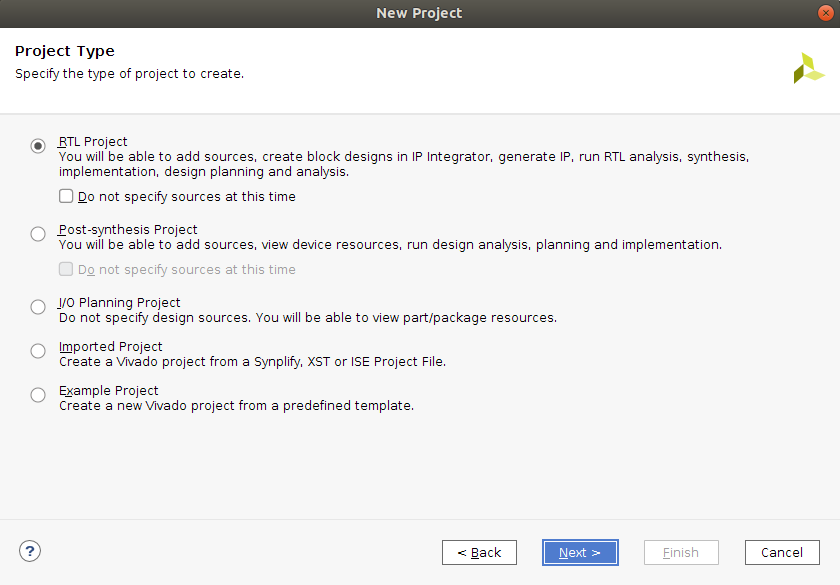 New Project
Project Type
Specify the type of project to create.
RTL Project
You will be able to add sources, create block designs in IP Integrator, generate IP, run RTL analysis, synthesis,
implementation, design planning and analysis.
Do not specify sources at this time
Post-synthesis Project
You will be able to add sources, view device resources, run design analysis, planning and implementation.
Do not specify sources at this time
I/O Planning Project
Do not specify design sources. You will be able to view part/package resources.
Imported Project
Create a Vivado project from a Synplify, XST or ISE Project File.
Example Project
Create a new Vivado project from a predefined template.
?
< Back
Next >
Finish
Cancel